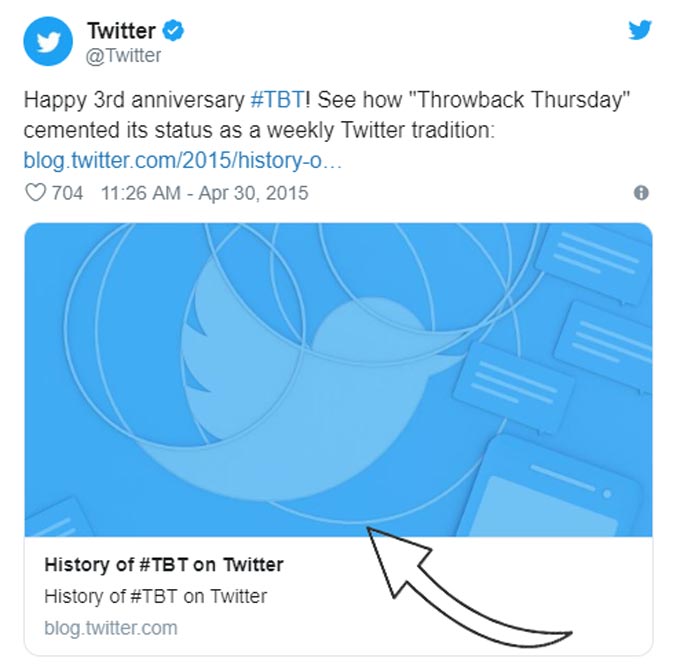 Twitter
@Twitter
Happy 3rd anniversary #TBT! See how "Throwback Thursday"
cemented its status as a weekly Twitter tradition:
blog.twitter.com/2015/history-o…
704 11:26 AM - Apr 30, 2015
History of #TBT on Twitter
History of #TBT on Twitter
blog.twitter.com